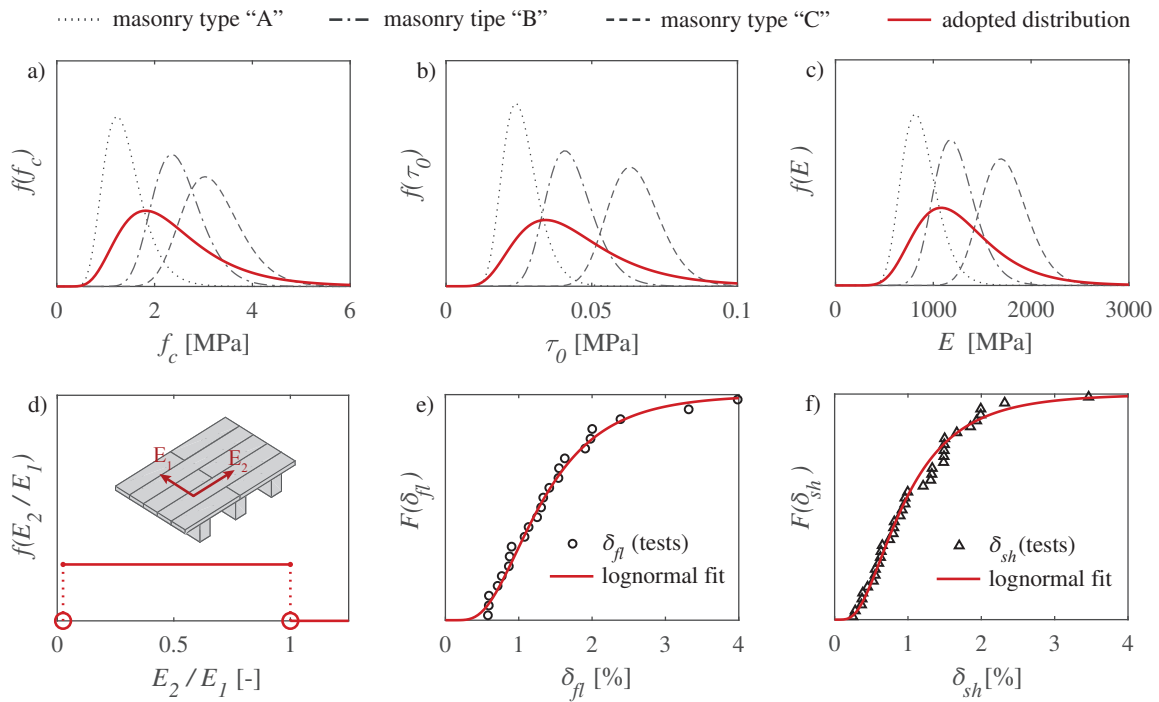 masonry type “A” masonry tipe “B” masonry type “C” adopted distribution
a) b) c)
f(f_c) f(τ_0) f(E )
0 2 4 6 0 0.05 0.1 0 1000 2000 3000
f_c [MPa] τ_0 [MPa] E [MPa]
d) e) f)
E_1 E_2
f(E_2 / E_1) F(δ_fl) F(δ_sh)
δ_fl (tests) δ_sh (tests)
lognormal fit lognormal fit
0 0.5 1 0 1 2 3 4 0 1 2 3 4
E_2 / E_1 [-] δ_fl [%] δ_sh [%]